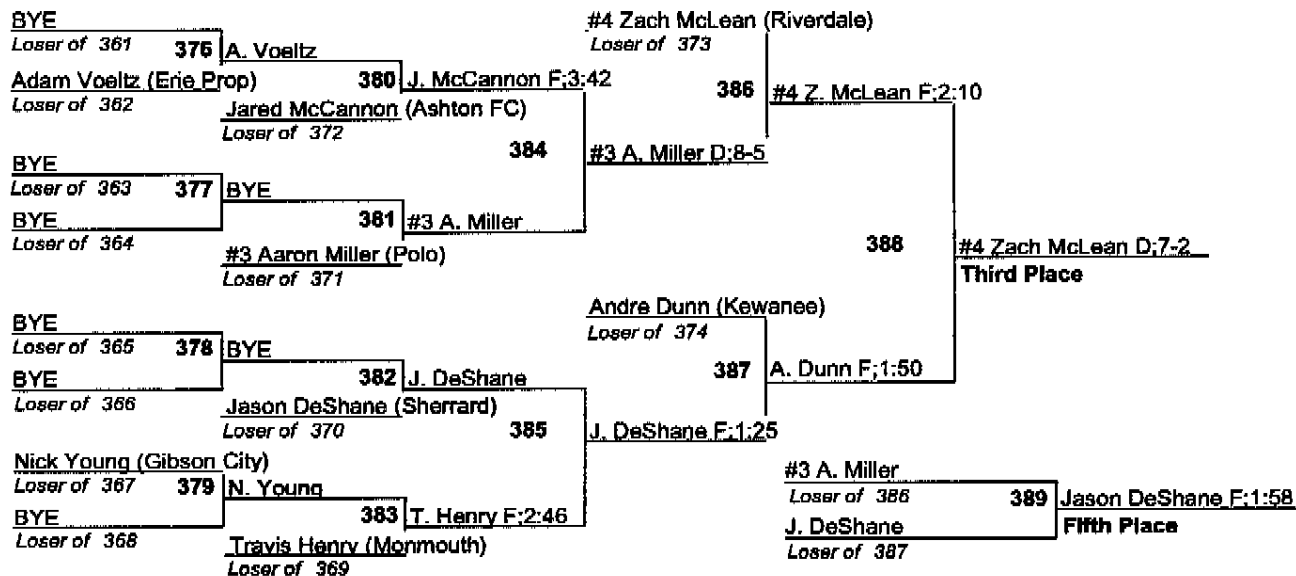 BYE
Loser of 361
376 A. Voeltz
Adam Voeltz (Erie Prop)
Loser of 362
380 J. McCannon F;3:42
Jared McCannon (Ashton FC)
Loser of 372
BYE
Loser of 363
377 BYE
BYE
Loser of 364
381 #3 A. Miller
#3 Aaron Miller (Polo)
Loser of 371
384 #3 A. Miller D;8-5
#4 Zach McLean (Riverdale)
Loser of 373
386 #4 Z. McLean F;2:10
BYE
Loser of 365
378 BYE
BYE
Loser of 366
382 J. DeShane
Jason DeShane (Sherrard)
Loser of 370
Nick Young (Gibson City)
Loser of 367
379 N. Young
BYE
Loser of 368
383 T. Henry F;2:46
Travis Henry (Monmouth)
Loser of 369
385 J. DeShane F;1:25
Andre Dunn (Kewanee)
Loser of 374
387 A. Dunn F;1:50
388 #4 Zach McLean D;7-2
Third Place
#3 A. Miller
Loser of 386
389 Jason DeShane F;1:58
J. DeShane
Loser of 387
Fifth Place